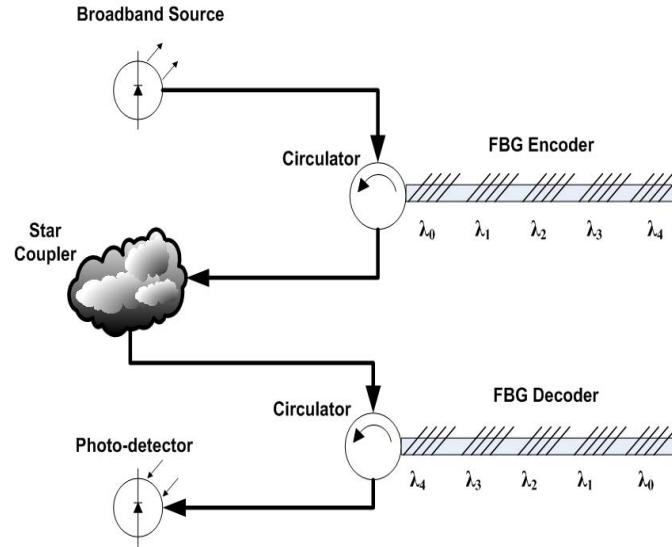 Broadband Source
Circulator
FBG Encoder
λ0 λ1 λ2 λ3 λ4
Star
Coupler
Circulator
FBG Decoder
Photo-detector
λ4 λ3 λ2 λ1 λ0